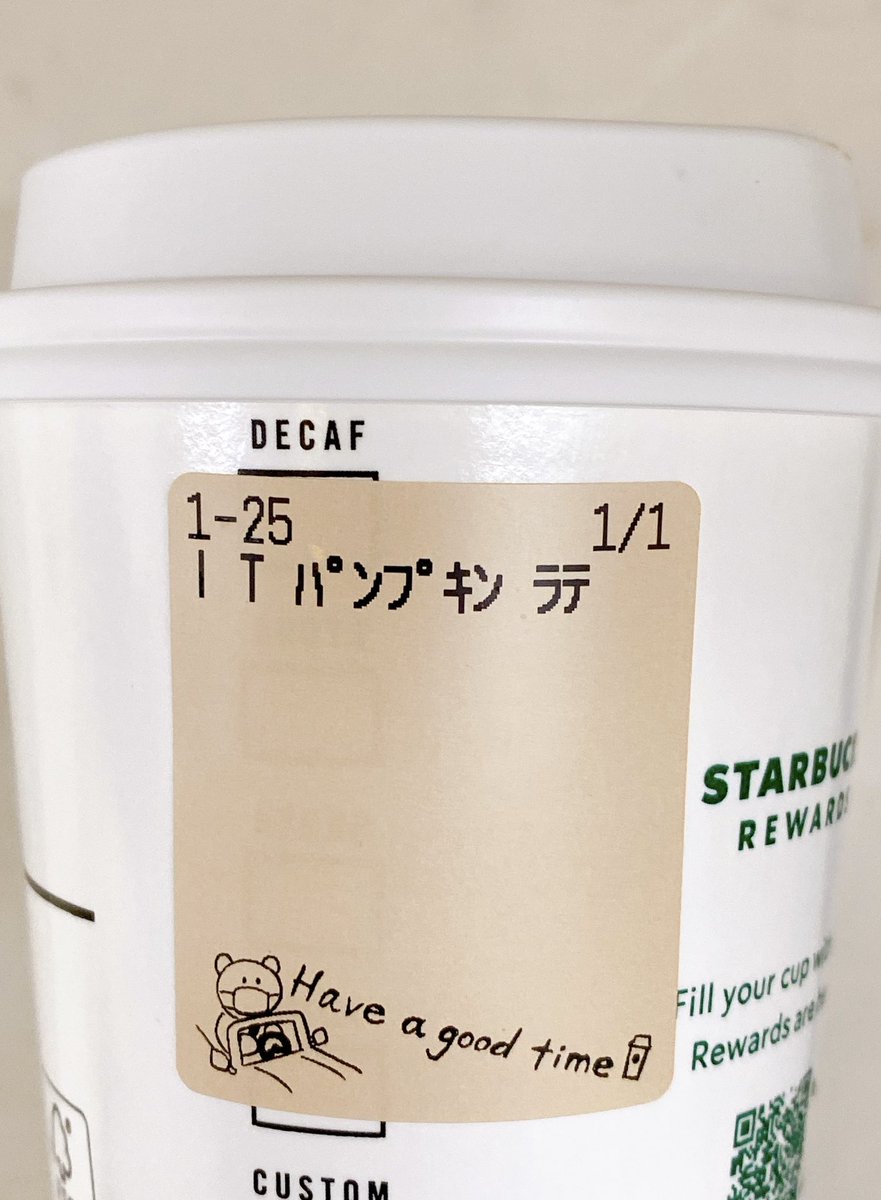 DECAF
1-25 1/1
I T パンプキン ラテ
STARBUC
REWARDS
Have a good time
Fill your cup
Rewards are
CUSTOM